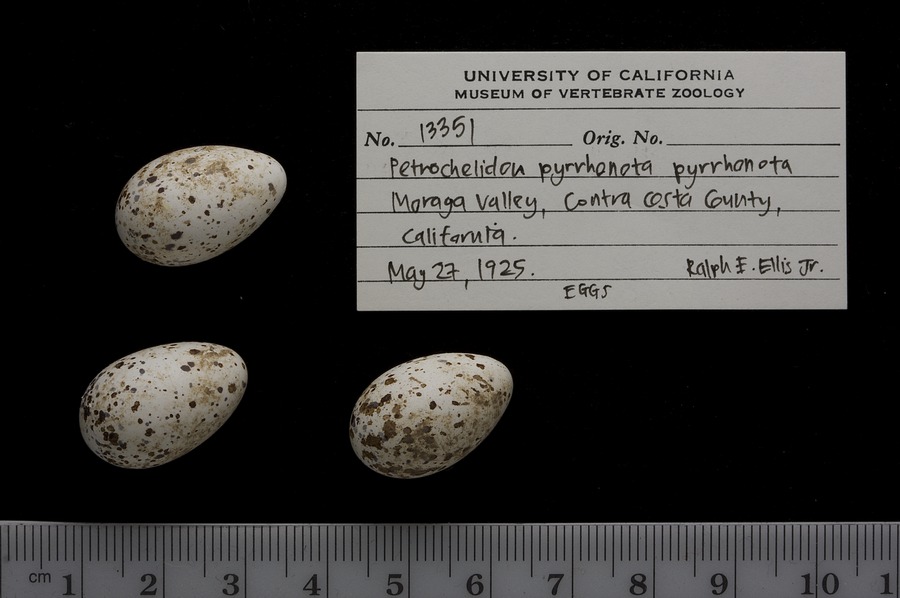 UNIVERSITY OF CALIFORNIA
MUSEUM OF VERTEBRATE ZOOLOGY
No. 13351 Orig. No.
Petrochelidon pyrrhonota pyrrhonota
Moraga Valley, Contra Costa County,
California.
May 27, 1925. Ralph E. Ellis Jr.
EGGS
cm 1 2 3 4 5 6 7 8 9 10 1